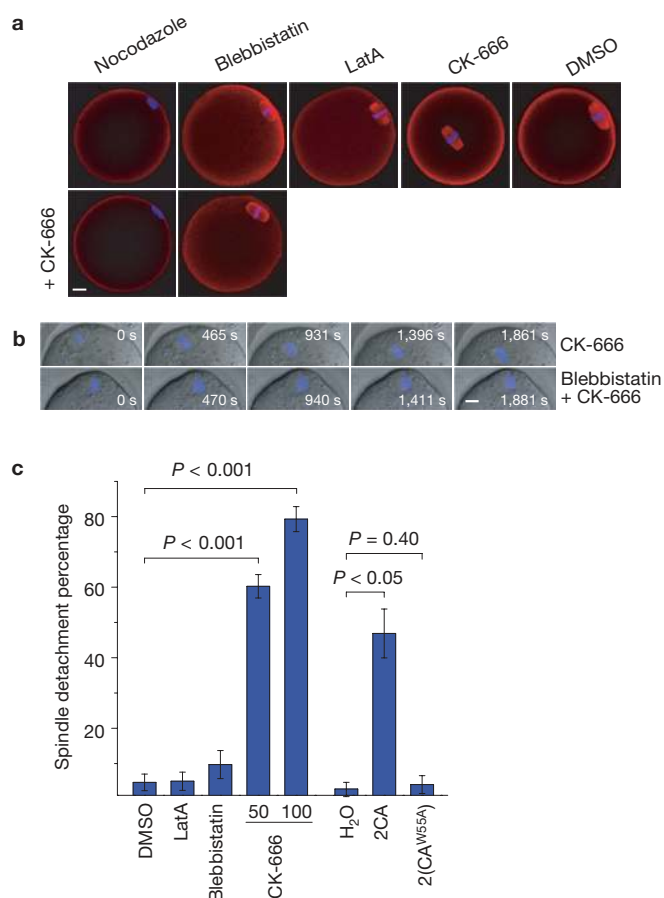 a
Nocodazole Blebbistatin LatA CK-666 DMSO
+ CK-666
b
0 s 465 s 931 s 1,396 s 1,861 s CK-666
0 s 470 s 940 s 1,411 s 1,881 s Blebbistatin
+ CK-666
c
P < 0.001
P < 0.001
P = 0.40
P < 0.05
Spindle detachment percentage
80
60
40
20
50 100
DMSO LatA Blebbistatin CK-666 H2O 2CA 2(CA^W55A)